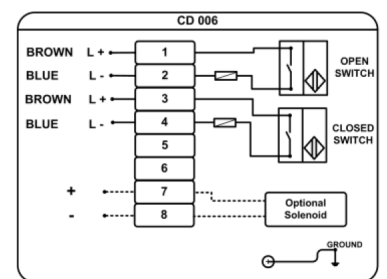 CD 006
BROWN L + 1
BLUE L - 2
OPEN SWITCH
BROWN L + 3
BLUE L - 4
CLOSED SWITCH
5
6
+ 7
- 8
Optional Solenoid
GROUND